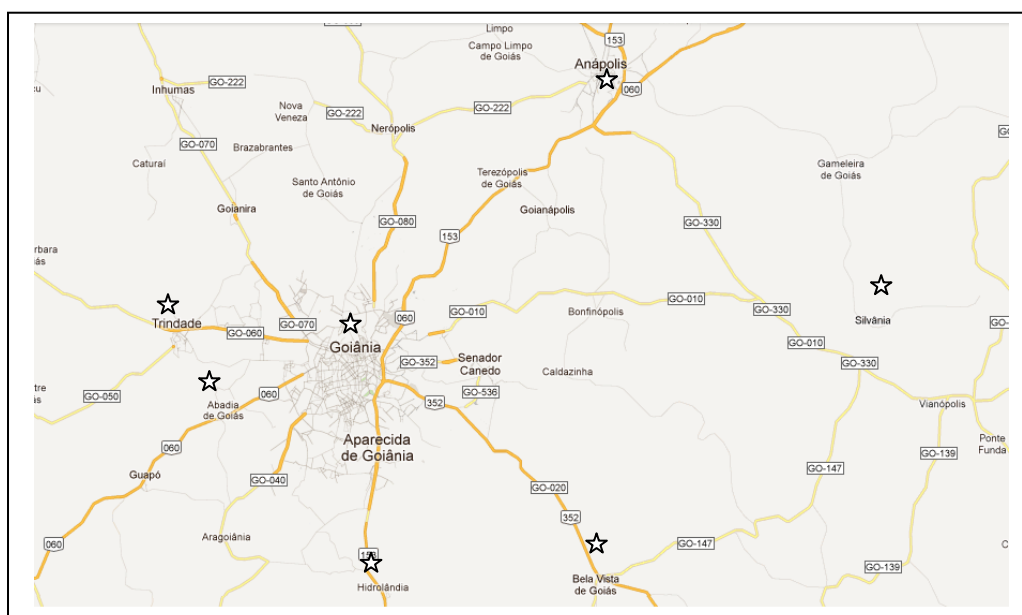 Limpo
153
Campo Limpo
de Goiás
Anápolis
GO-222
Inhumas
060
Nova
Veneza
GO-222
GO-222
Nerópolis
GO-070
Brazabrantes
Caturaí
Terezópolis
de Goiás
Gameleira
de Goiás
Santo Antônio
de Goiás
Goianira
Goianápolis
GO-080
GO-330
153
GO-010
GO-330
GO-010
Bonfinópolis
060
Trindade
GO-070
Silvânia
GO-060
Goiânia
GO-010
GO-352
Senador
Canedo
GO-330
Caldazinha
060
GO-536
GO-050
352
Abadia
de Goiás
Vianópolis
Aparecida
de Goiânia
060
Ponte
Funda
GO-139
Guapó
GO-040
GO-147
GO-020
352
Aragoiânia
060
GO-147
GO-139
Hidrolândia
Bela Vista
de Goiás